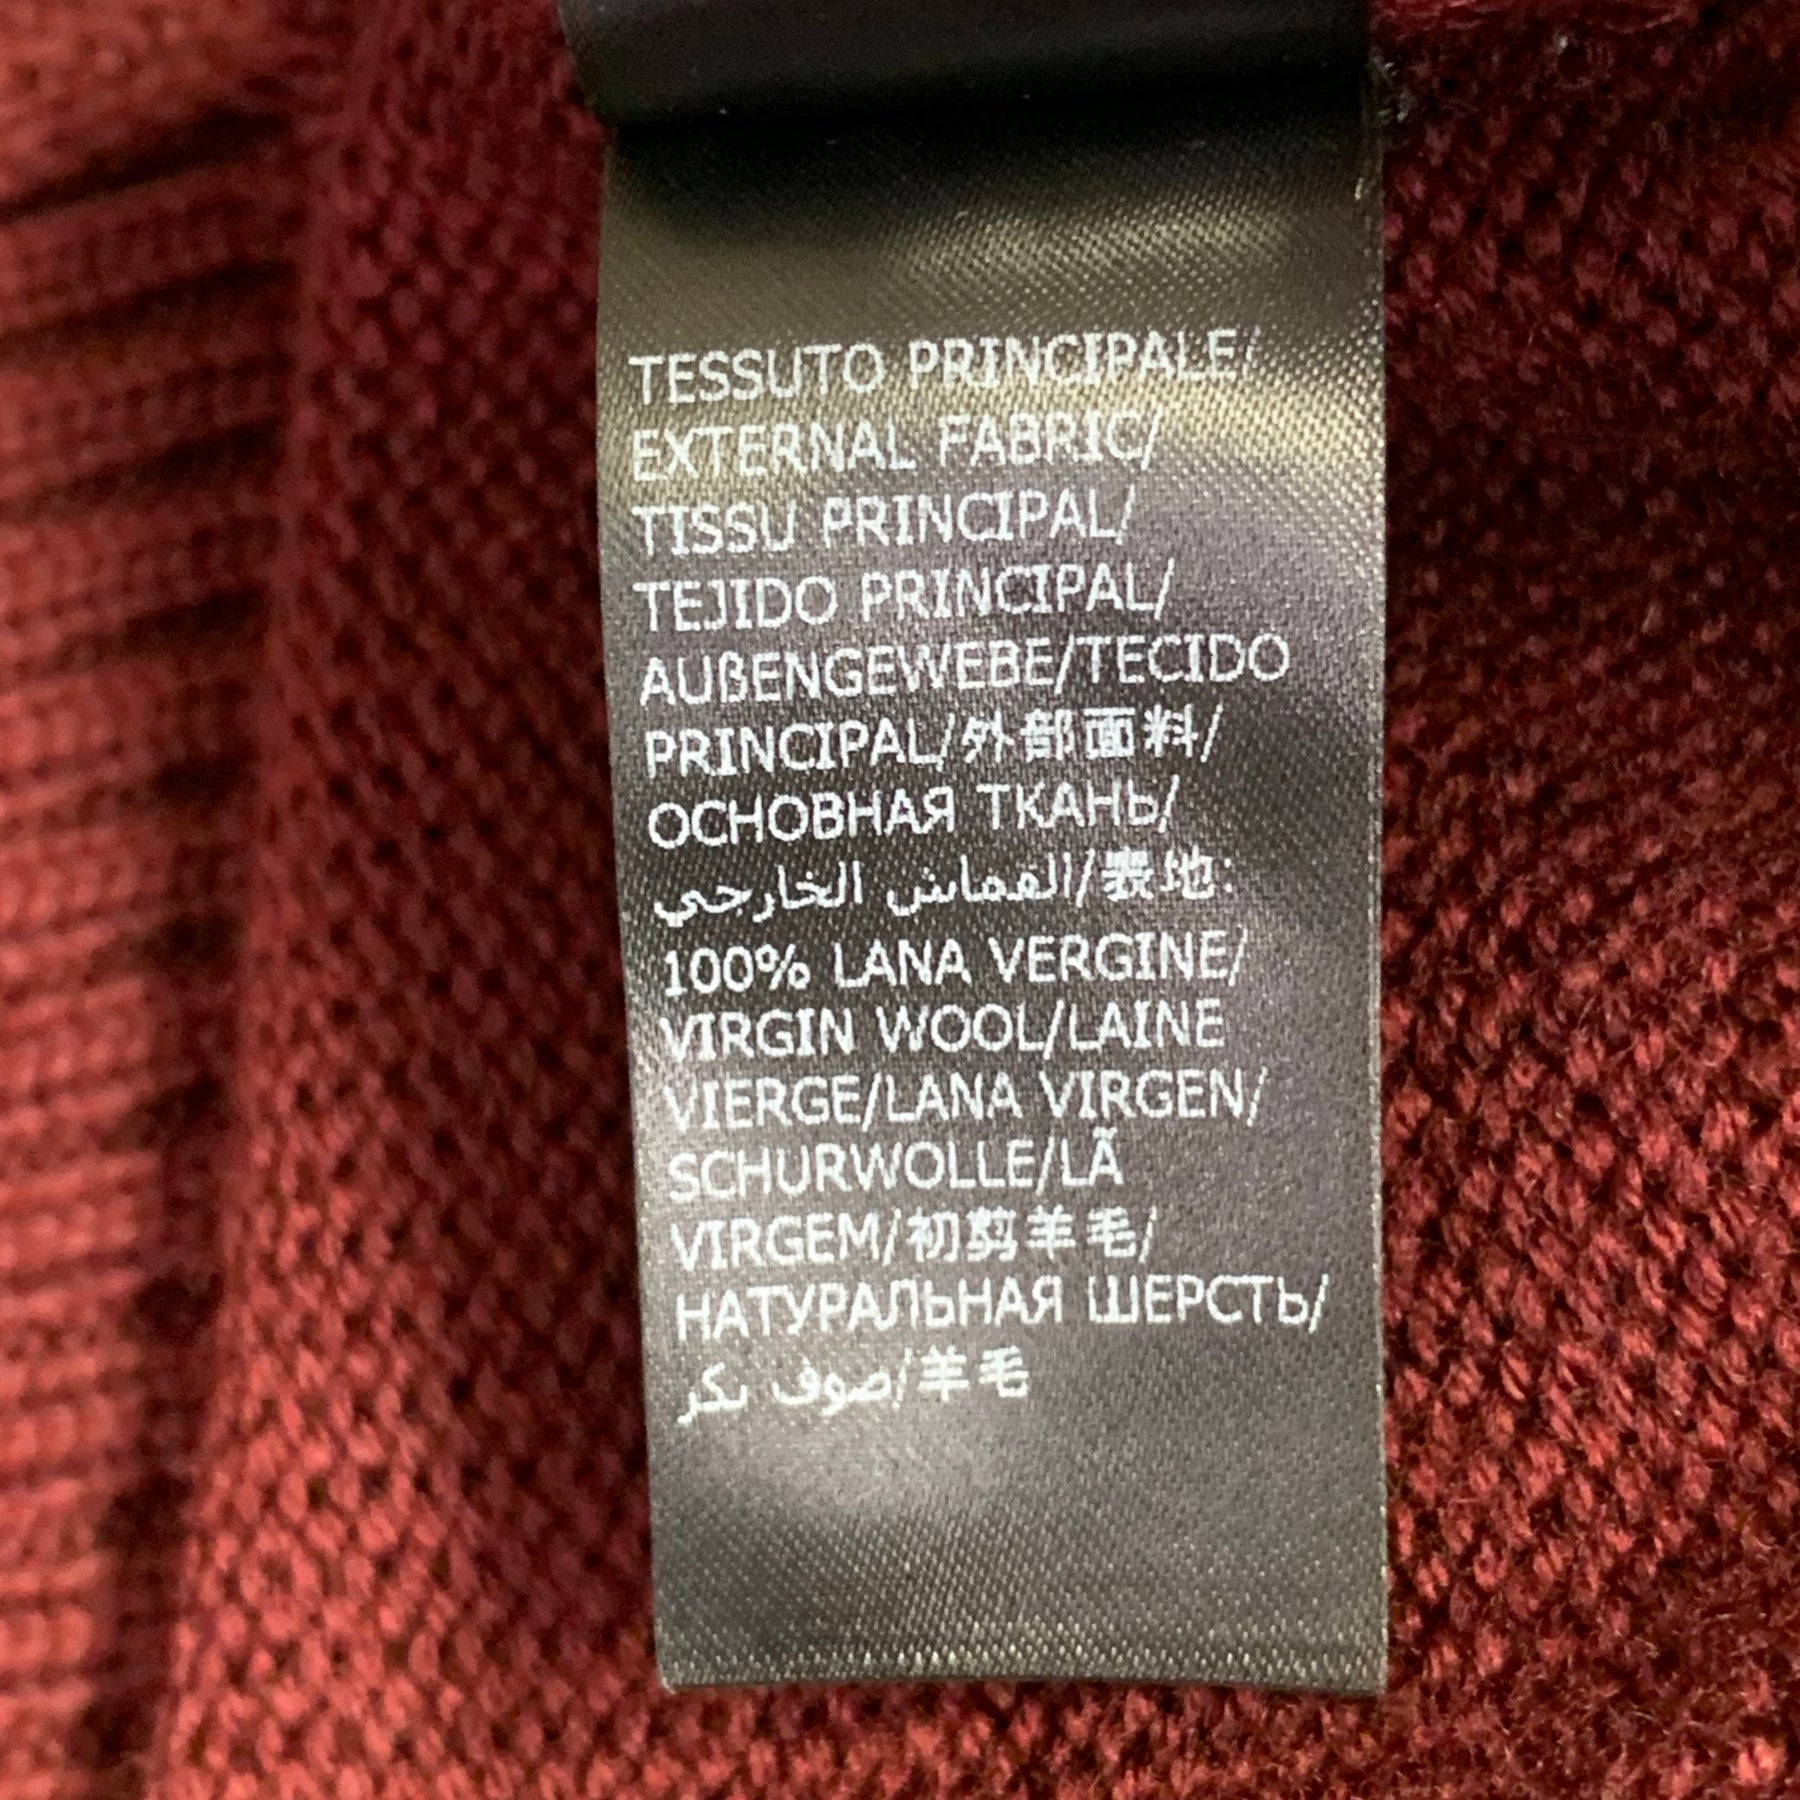 TESSUTO PRINCIPALE/
EXTERNAL FABRIC/
TISSU PRINCIPAL/
TEJIDO PRINCIPAL/
AUßENGEWEBE/TECIDO
PRINCIPAL/外部面料/
ОСНОВНАЯ ТКАНЬ/
القماش الخارجي/表地:
100% LANA VERGINE/
VIRGIN WOOL/LAINE
VIERGE/LANA VIRGEN/
SCHURWOLLE/LÃ
VIRGEM/初剪羊毛/
НАТУРАЛЬНАЯ ШЕРСТЬ/
صوف بكر/羊毛